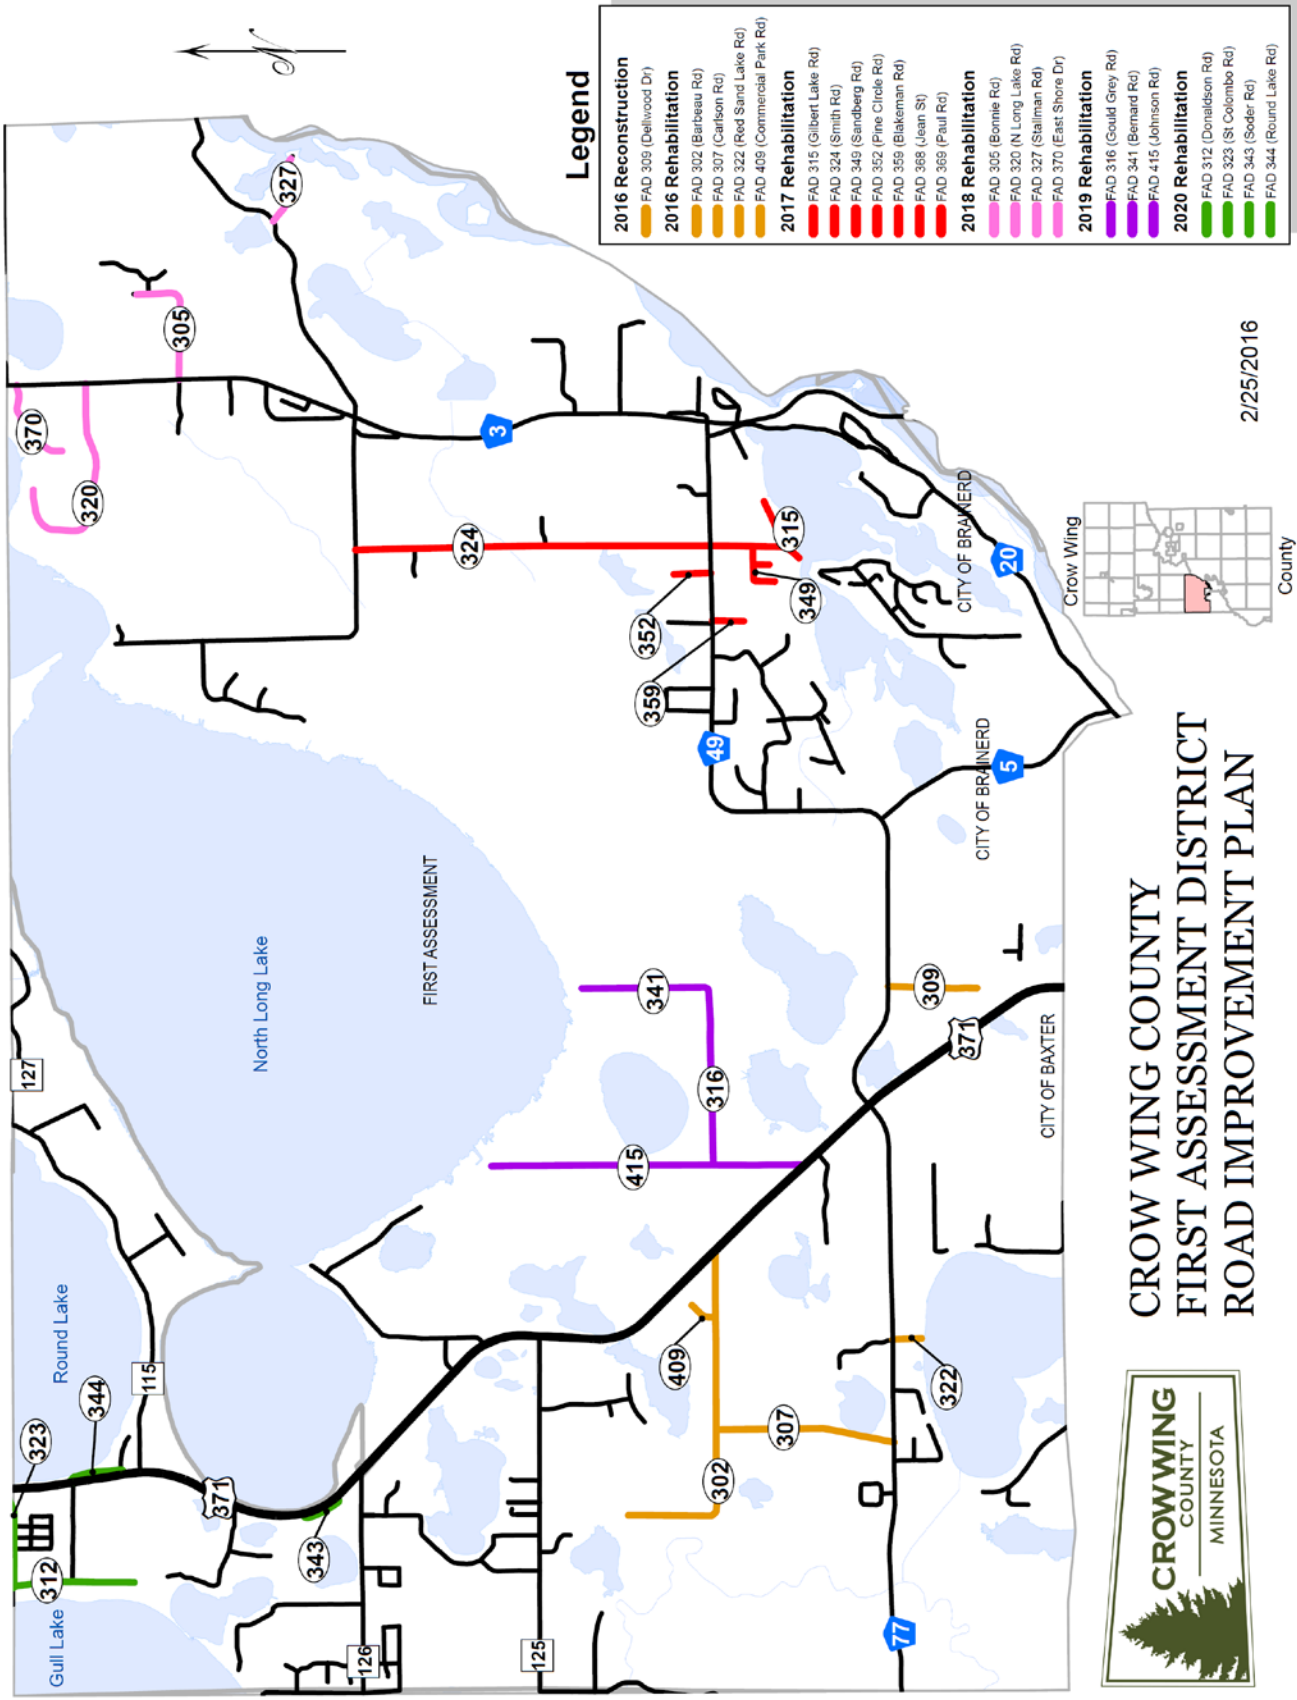 N
Legend
2016 Reconstruction
FAD 309 (Dellwood Dr)
2016 Rehabilitation
FAD 302 (Barbeau Rd)
FAD 307 (Carlson Rd)
FAD 322 (Red Sand Lake Rd)
FAD 409 (Commercial Park Rd)
2017 Rehabilitation
FAD 315 (Gilbert Lake Rd)
FAD 324 (Smith Rd)
FAD 349 (Sandberg Rd)
FAD 352 (Pine Circle Rd)
FAD 359 (Blakeman Rd)
FAD 368 (Jean St)
FAD 369 (Paul Rd)
2018 Rehabilitation
FAD 305 (Bonnie Rd)
FAD 320 (N Long Lake Rd)
FAD 327 (Stallman Rd)
FAD 370 (East Shore Dr)
2019 Rehabilitation
FAD 316 (Gould Grey Rd)
FAD 341 (Bernard Rd)
FAD 415 (Johnson Rd)
2020 Rehabilitation
FAD 312 (Donaldson Rd)
FAD 323 (St Colombo Rd)
FAD 343 (Soder Rd)
FAD 344 (Round Lake Rd)
Gull Lake
312
323
344
Round Lake
115
127
371
343
126
125
North Long Lake
FIRST ASSESSMENT
370
320
305
327
3
324
352
359
349
315
49
341
316
415
409
302
307
322
77
309
371
CITY OF BAXTER
CITY OF BRAINERD
5
CITY OF BRAINERD
20
Crow Wing
County
2/25/2016
CROW WING COUNTY
FIRST ASSESSMENT DISTRICT
ROAD IMPROVEMENT PLAN
CROW WING
COUNTY
MINNESOTA